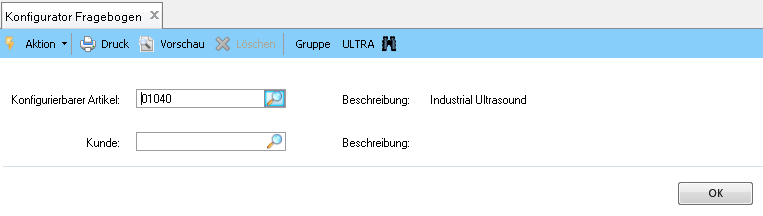 Konfigurator Fragebogen
Aktion Druck Vorschau Löschen Gruppe ULTRA
Konfigurierbarer Artikel: 01040 Beschreibung: Industrial Ultrasound
Kunde: Beschreibung:
OK